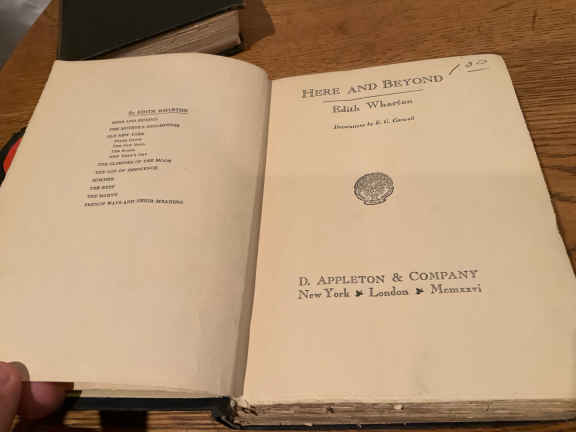 By EDITH WHARTON
HERE AND BEYOND
THE MOTHER'S RECOMPENSE
OLD NEW YORK
False Dawn
The Old Maid
The Spark
New Year's Day
THE GLIMPSES OF THE MOON
THE AGE OF INNOCENCE
SUMMER
THE REEF
THE MARNE
FRENCH WAYS AND THEIR MEANING
HERE AND BEYOND
Edith Wharton
Decorations by E. C. Caswell
D. APPLETON & COMPANY
New York London Mcmxxvi